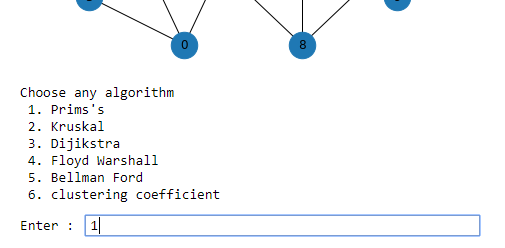 0
8
Choose any algorithm
1. Prims's
2. Kruskal
3. Dijikstra
4. Floyd Warshall
5. Bellman Ford
6. clustering coefficient
Enter : 1